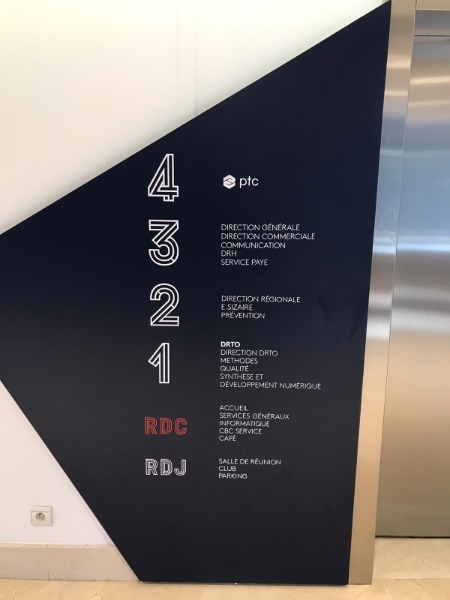 4
ptc
3
DIRECTION GÉNÉRALE
DIRECTION COMMERCIALE
COMMUNICATION
DRH
SERVICE PAYE
2
DIRECTION RÉGIONALE
E.SIZAIRE
PRÉVENTION
1
DRTO
DIRECTION DRTO
METHODES
QUALITÉ
SYNTHÈSE ET
DÉVELOPPEMENT NUMÉRIQUE
RDC
ACCUEIL
SERVICES GÉNÉRAUX
INFORMATIQUE
CBC SERVICE
CAFÉ
RDJ
SALLE DE RÉUNION
CLUB
PARKING